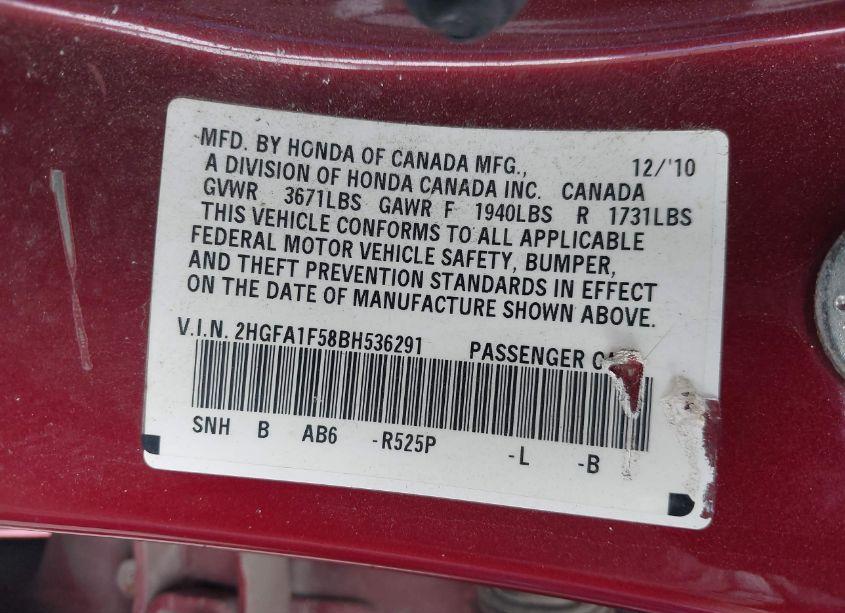 MFD. BY HONDA OF CANADA MFG., 12/'10
A DIVISION OF HONDA CANADA INC. CANADA
GVWR 3671LBS GAWR F 1940LBS R 1731LBS
THIS VEHICLE CONFORMS TO ALL APPLICABLE
FEDERAL MOTOR VEHICLE SAFETY, BUMPER,
AND THEFT PREVENTION STANDARDS IN EFFECT
ON THE DATE OF MANUFACTURE SHOWN ABOVE.
V.I.N. 2HGFA1F58BH536291 PASSENGER
SNH B AB6 -R525P -L -B